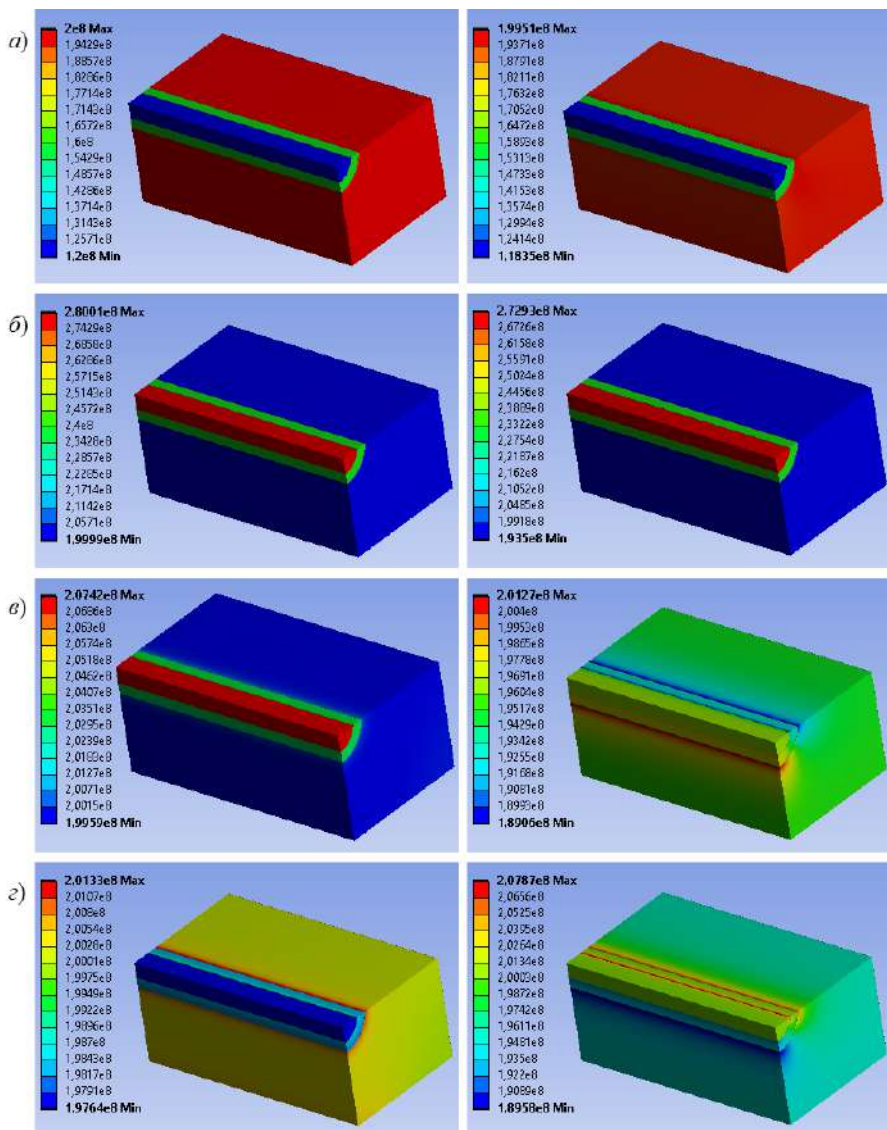 а)
2e8 Max
1,9429e8
1,8857e8
1,8286e8
1,7714e8
1,7143e8
1,6572e8
1,6e8
1,5429e8
1,4857e8
1,4286e8
1,3714e8
1,3143e8
1,2571e8
1,2e8 Min
1,9951e8 Max
1,9371e8
1,8791e8
1,8211e8
1,7632e8
1,7052e8
1,6472e8
1,5893e8
1,5313e8
1,4733e8
1,4153e8
1,3574e8
1,2994e8
1,2414e8
1,1835e8 Min
б)
2,8001e8 Max
2,7429e8
2,6858e8
2,6286e8
2,5715e8
2,5143e8
2,4572e8
2,4e8
2,3428e8
2,2857e8
2,2285e8
2,1714e8
2,1142e8
2,0571e8
1,9999e8 Min
2,7293e8 Max
2,6726e8
2,6158e8
2,5591e8
2,5024e8
2,4456e8
2,3889e8
2,3322e8
2,2754e8
2,2187e8
2,162e8
2,1052e8
2,0485e8
1,9918e8
1,935e8 Min
в)
2,0742e8 Max
2,0686e8
2,063e8
2,0574e8
2,0518e8
2,0462e8
2,0407e8
2,0351e8
2,0295e8
2,0239e8
2,0183e8
2,0127e8
2,0071e8
2,0015e8
1,9959e8 Min
2,0127e8 Max
2,004e8
1,9953e8
1,9865e8
1,9778e8
1,9691e8
1,9604e8
1,9517e8
1,9429e8
1,9342e8
1,9255e8
1,9168e8
1,9081e8
1,8993e8
1,8906e8 Min
г)
2,0133e8 Max
2,0107e8
2,008e8
2,0054e8
2,0028e8
2,0001e8
1,9975e8
1,9949e8
1,9922e8
1,9896e8
1,987e8
1,9843e8
1,9817e8
1,9791e8
1,9764e8 Min
2,0787e8 Max
2,0656e8
2,0525e8
2,0395e8
2,0264e8
2,0134e8
2,0003e8
1,9872e8
1,9742e8
1,9611e8
1,9481e8
1,935e8
1,922e8
1,9089e8
1,8958e8 Min